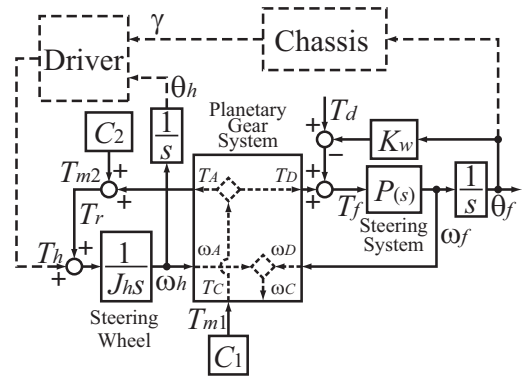 γ
Chassis
Driver
θh
Planetary
Gear
System
Td
C2
1
s
Kw
Tm2
TA
TD
Tf
P(s)
1
s
θf
Steering
System
ωf
Tr
Th
1
Jhs
ωh
ωA
ωD
TC
ωC
Steering
Wheel
Tm1
C1
+
+
+
+
+
−
+
+